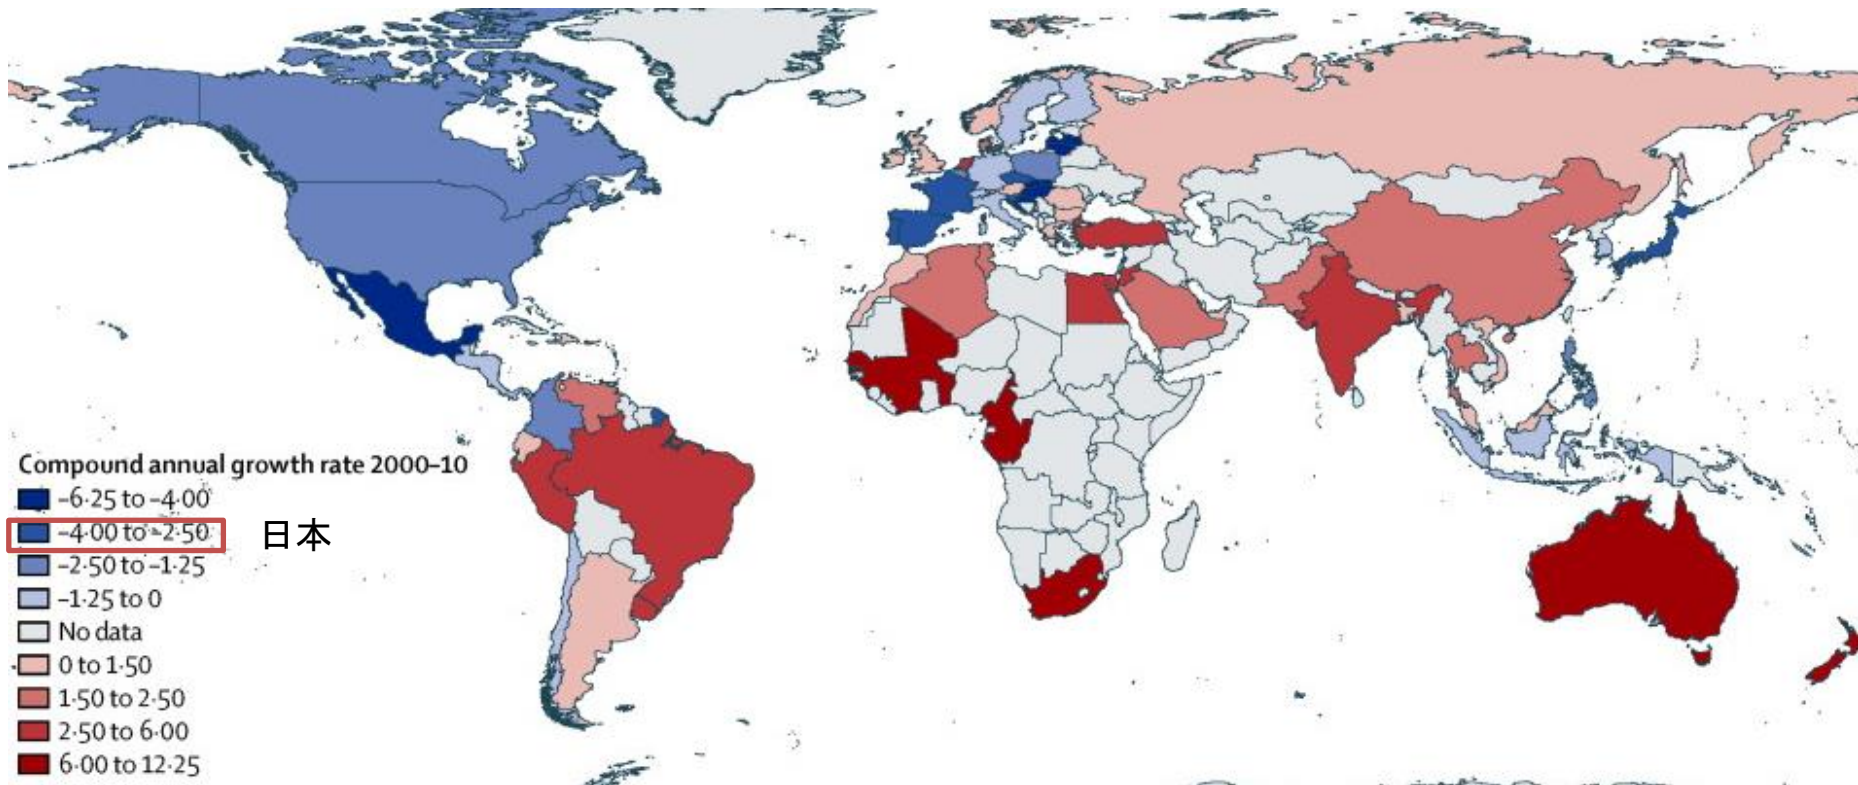 Compound annual growth rate 2000–10
–6·25 to –4·00
–4·00 to –2·50
日本
–2·50 to –1·25
–1·25 to 0
No data
0 to 1·50
1·50 to 2·50
2·50 to 6·00
6·00 to 12·25